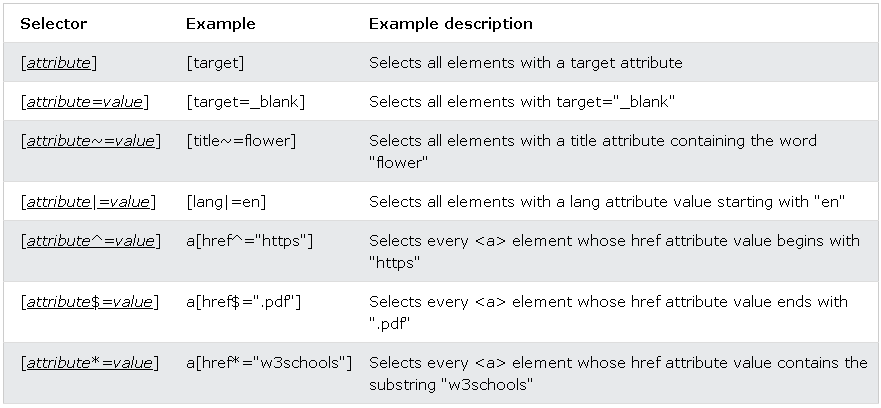 Selector Example Example description
[attribute] [target] Selects all elements with a target attribute
[attribute=value] [target=_blank] Selects all elements with target="_blank"
[attribute~=value] [title~=flower] Selects all elements with a title attribute containing the word
"flower"
[attribute|=value] [lang|=en] Selects all elements with a lang attribute value starting with "en"
[attribute^=value] a[href^="https"] Selects every <a> element whose href attribute value begins with
"https"
[attribute$=value] a[href$=".pdf"] Selects every <a> element whose href attribute value ends with
".pdf"
[attribute*=value] a[href*="w3schools"] Selects every <a> element whose href attribute value contains the
substring "w3schools"